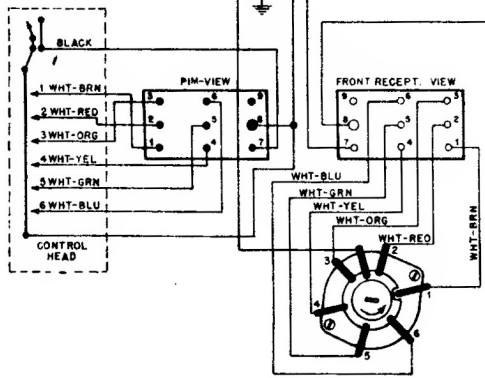 BLACK
1 WHT-BRN
2 WHT-RED
3 WHT-ORG
4 WHT-YEL
5 WHT-GRN
6 WHT-BLU
CONTROL
HEAD
PIM-VIEW
3 6 9
2 5 8
1 4 7
FRONT RECEPT. VIEW
9 6 3
8 5 2
7 4 1
WHT-BLU
WHT-GRN
WHT-YEL
WHT-ORG
WHT-RED
WHT-BRN
3 2
4 1
5 6